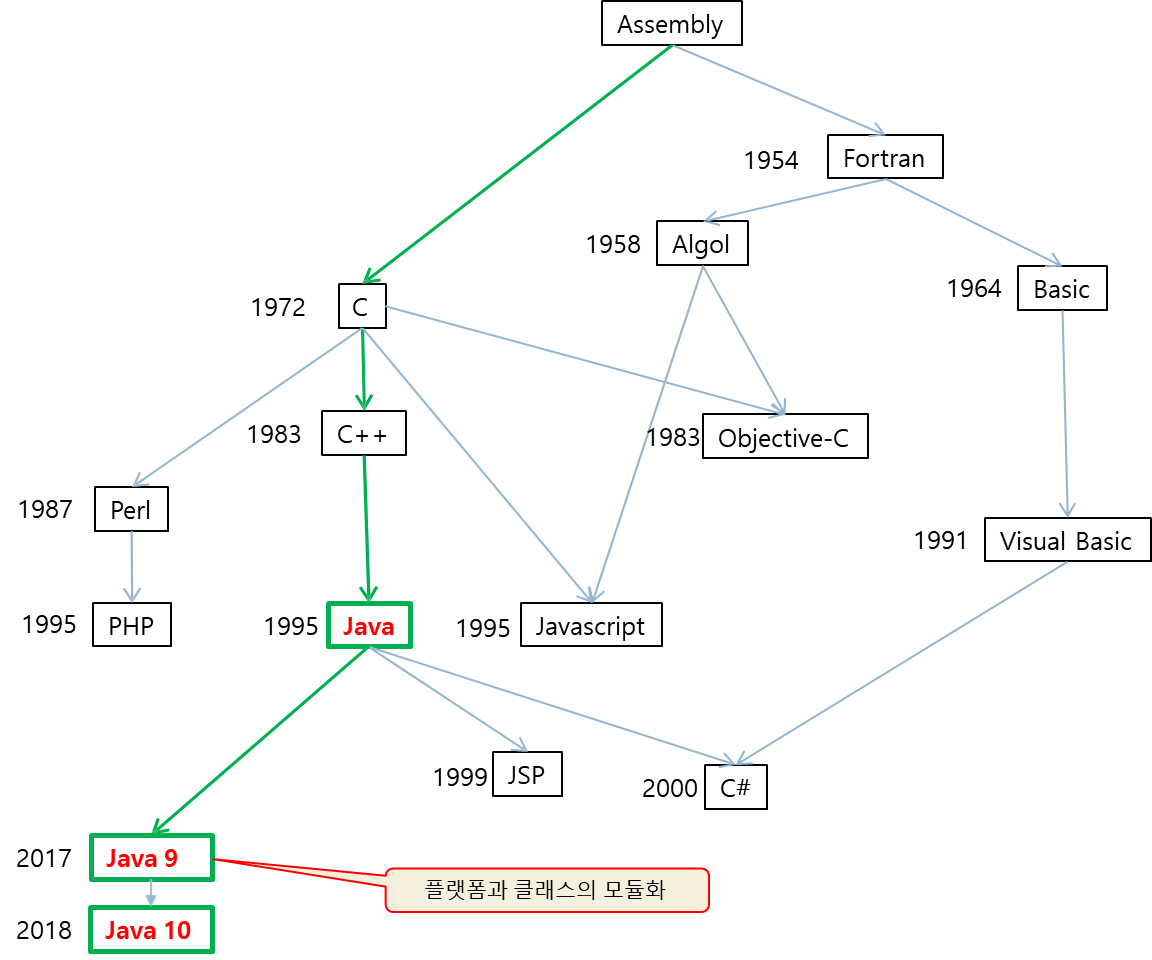 Assembly
1954 Fortran
1958 Algol
1964 Basic
1972 C
1983 C++
1983 Objective-C
1987 Perl
1991 Visual Basic
1995 PHP
1995 Java
1995 Javascript
1999 JSP
2000 C#
2017 Java 9
플랫폼과 클래스의 모듈화
2018 Java 10